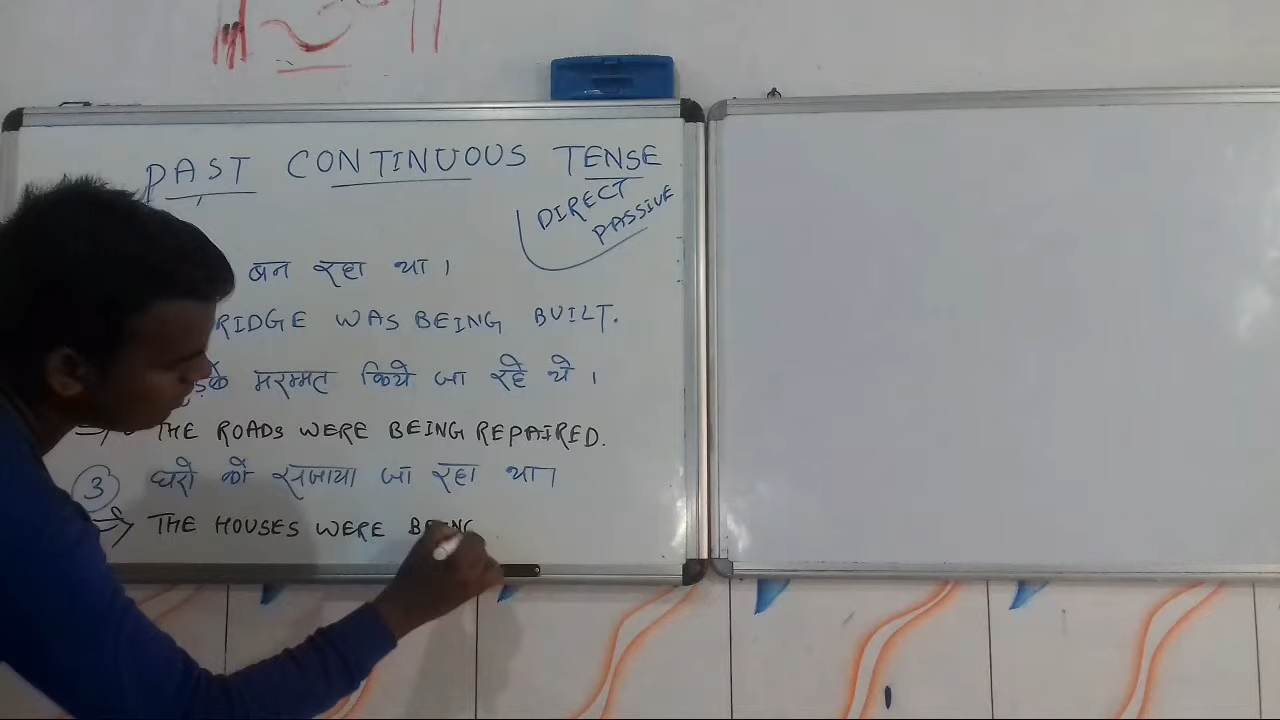 PAST CONTINUOUS TENSE
DIRECT
PASSIVE
बन रहा था।
RIDGE WAS BEING BUILT.
मरम्मत किये जा रहे थे।
THE ROADS WERE BEING REPAIRED.
3 घरो को सजाया जा रहा था।
THE HOUSES WERE BEING